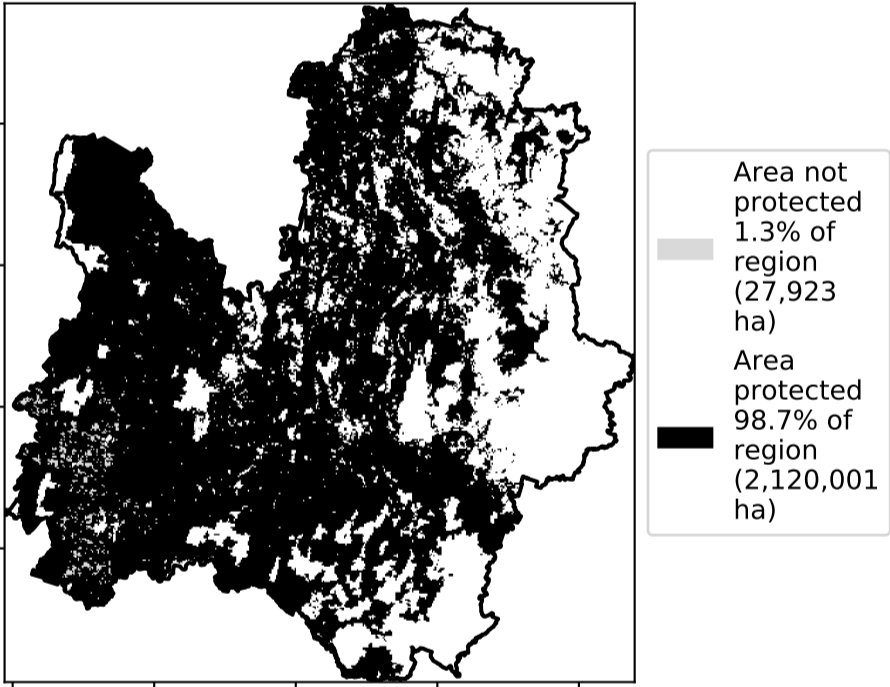 Area not
protected
1.3% of
region
(27,923
ha)
Area
protected
98.7% of
region
(2,120,001
ha)